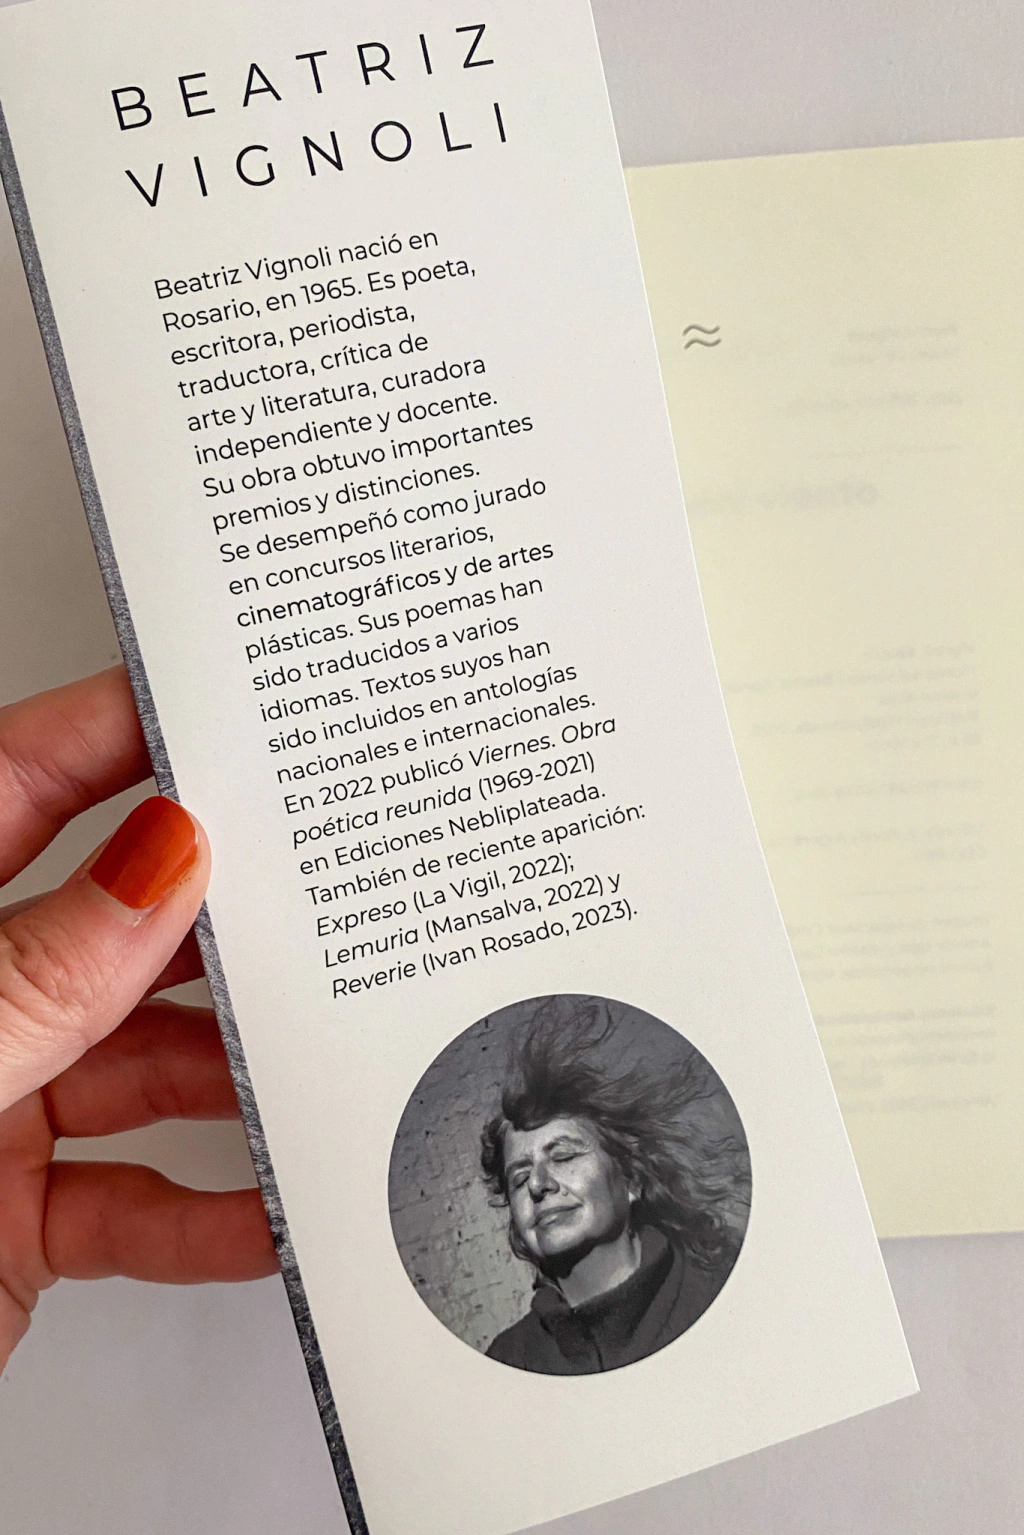 BEATRIZ
VIGNOLI
Beatriz Vignoli nació en
Rosario, en 1965. Es poeta,
escritora, periodista,
traductora, crítica de
arte y literatura, curadora
independiente y docente.
Su obra obtuvo importantes
premios y distinciones.
Se desempeñó como jurado
en concursos literarios,
cinematográficos y de artes
plásticas. Sus poemas han
sido traducidos a varios
idiomas. Textos suyos han
sido incluidos en antologías
nacionales e internacionales.
En 2022 publicó Viernes. Obra
poética reunida (1969-2021)
en Ediciones Nebliplateada.
También de reciente aparición:
Expreso (La Vigil, 2022);
Lemuria (Mansalva, 2022) y
Reverie (Ivan Rosado, 2023).
≈